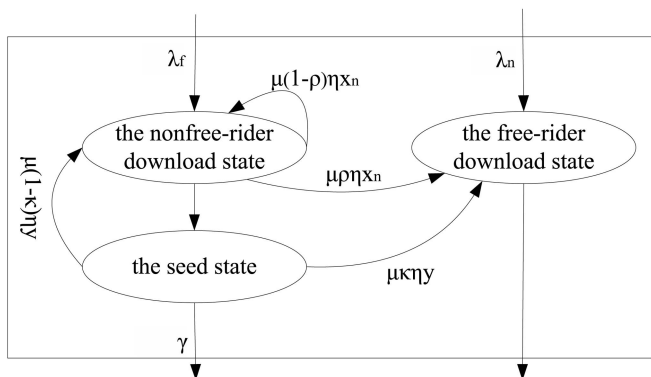 λf
λn
μ(1-ρ)ηxn
the nonfree-rider
download state
the free-rider
download state
μρηxn
μ(1-κ)ηy
the seed state
μκηy
γ